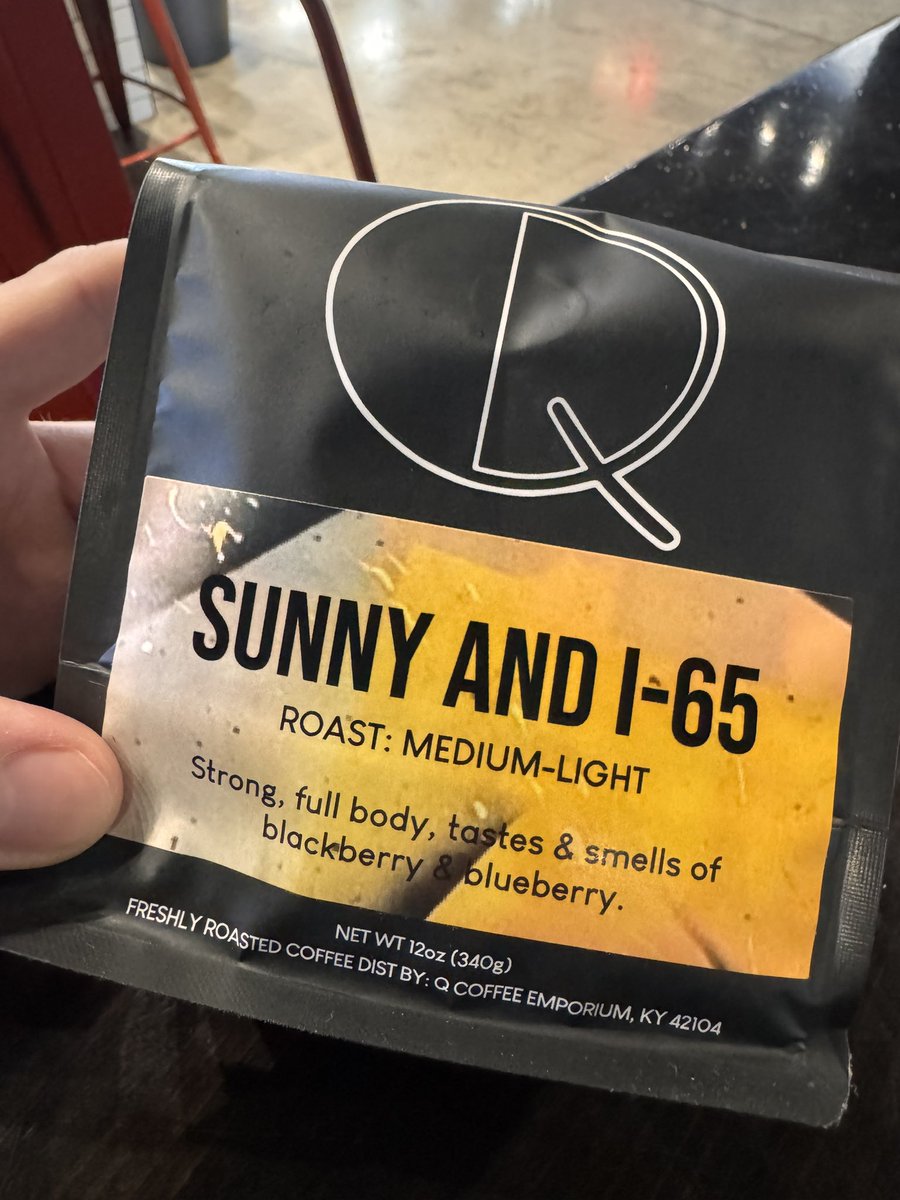 Q
SUNNY AND I-65
ROAST: MEDIUM-LIGHT
Strong, full body, tastes & smells of
blackberry & blueberry.
NET WT 12oz (340g)
FRESHLY ROASTED COFFEE DIST BY: Q COFFEE EMPORIUM, KY 42104